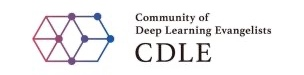 Community of
Deep Learning Evangelists
CDLE